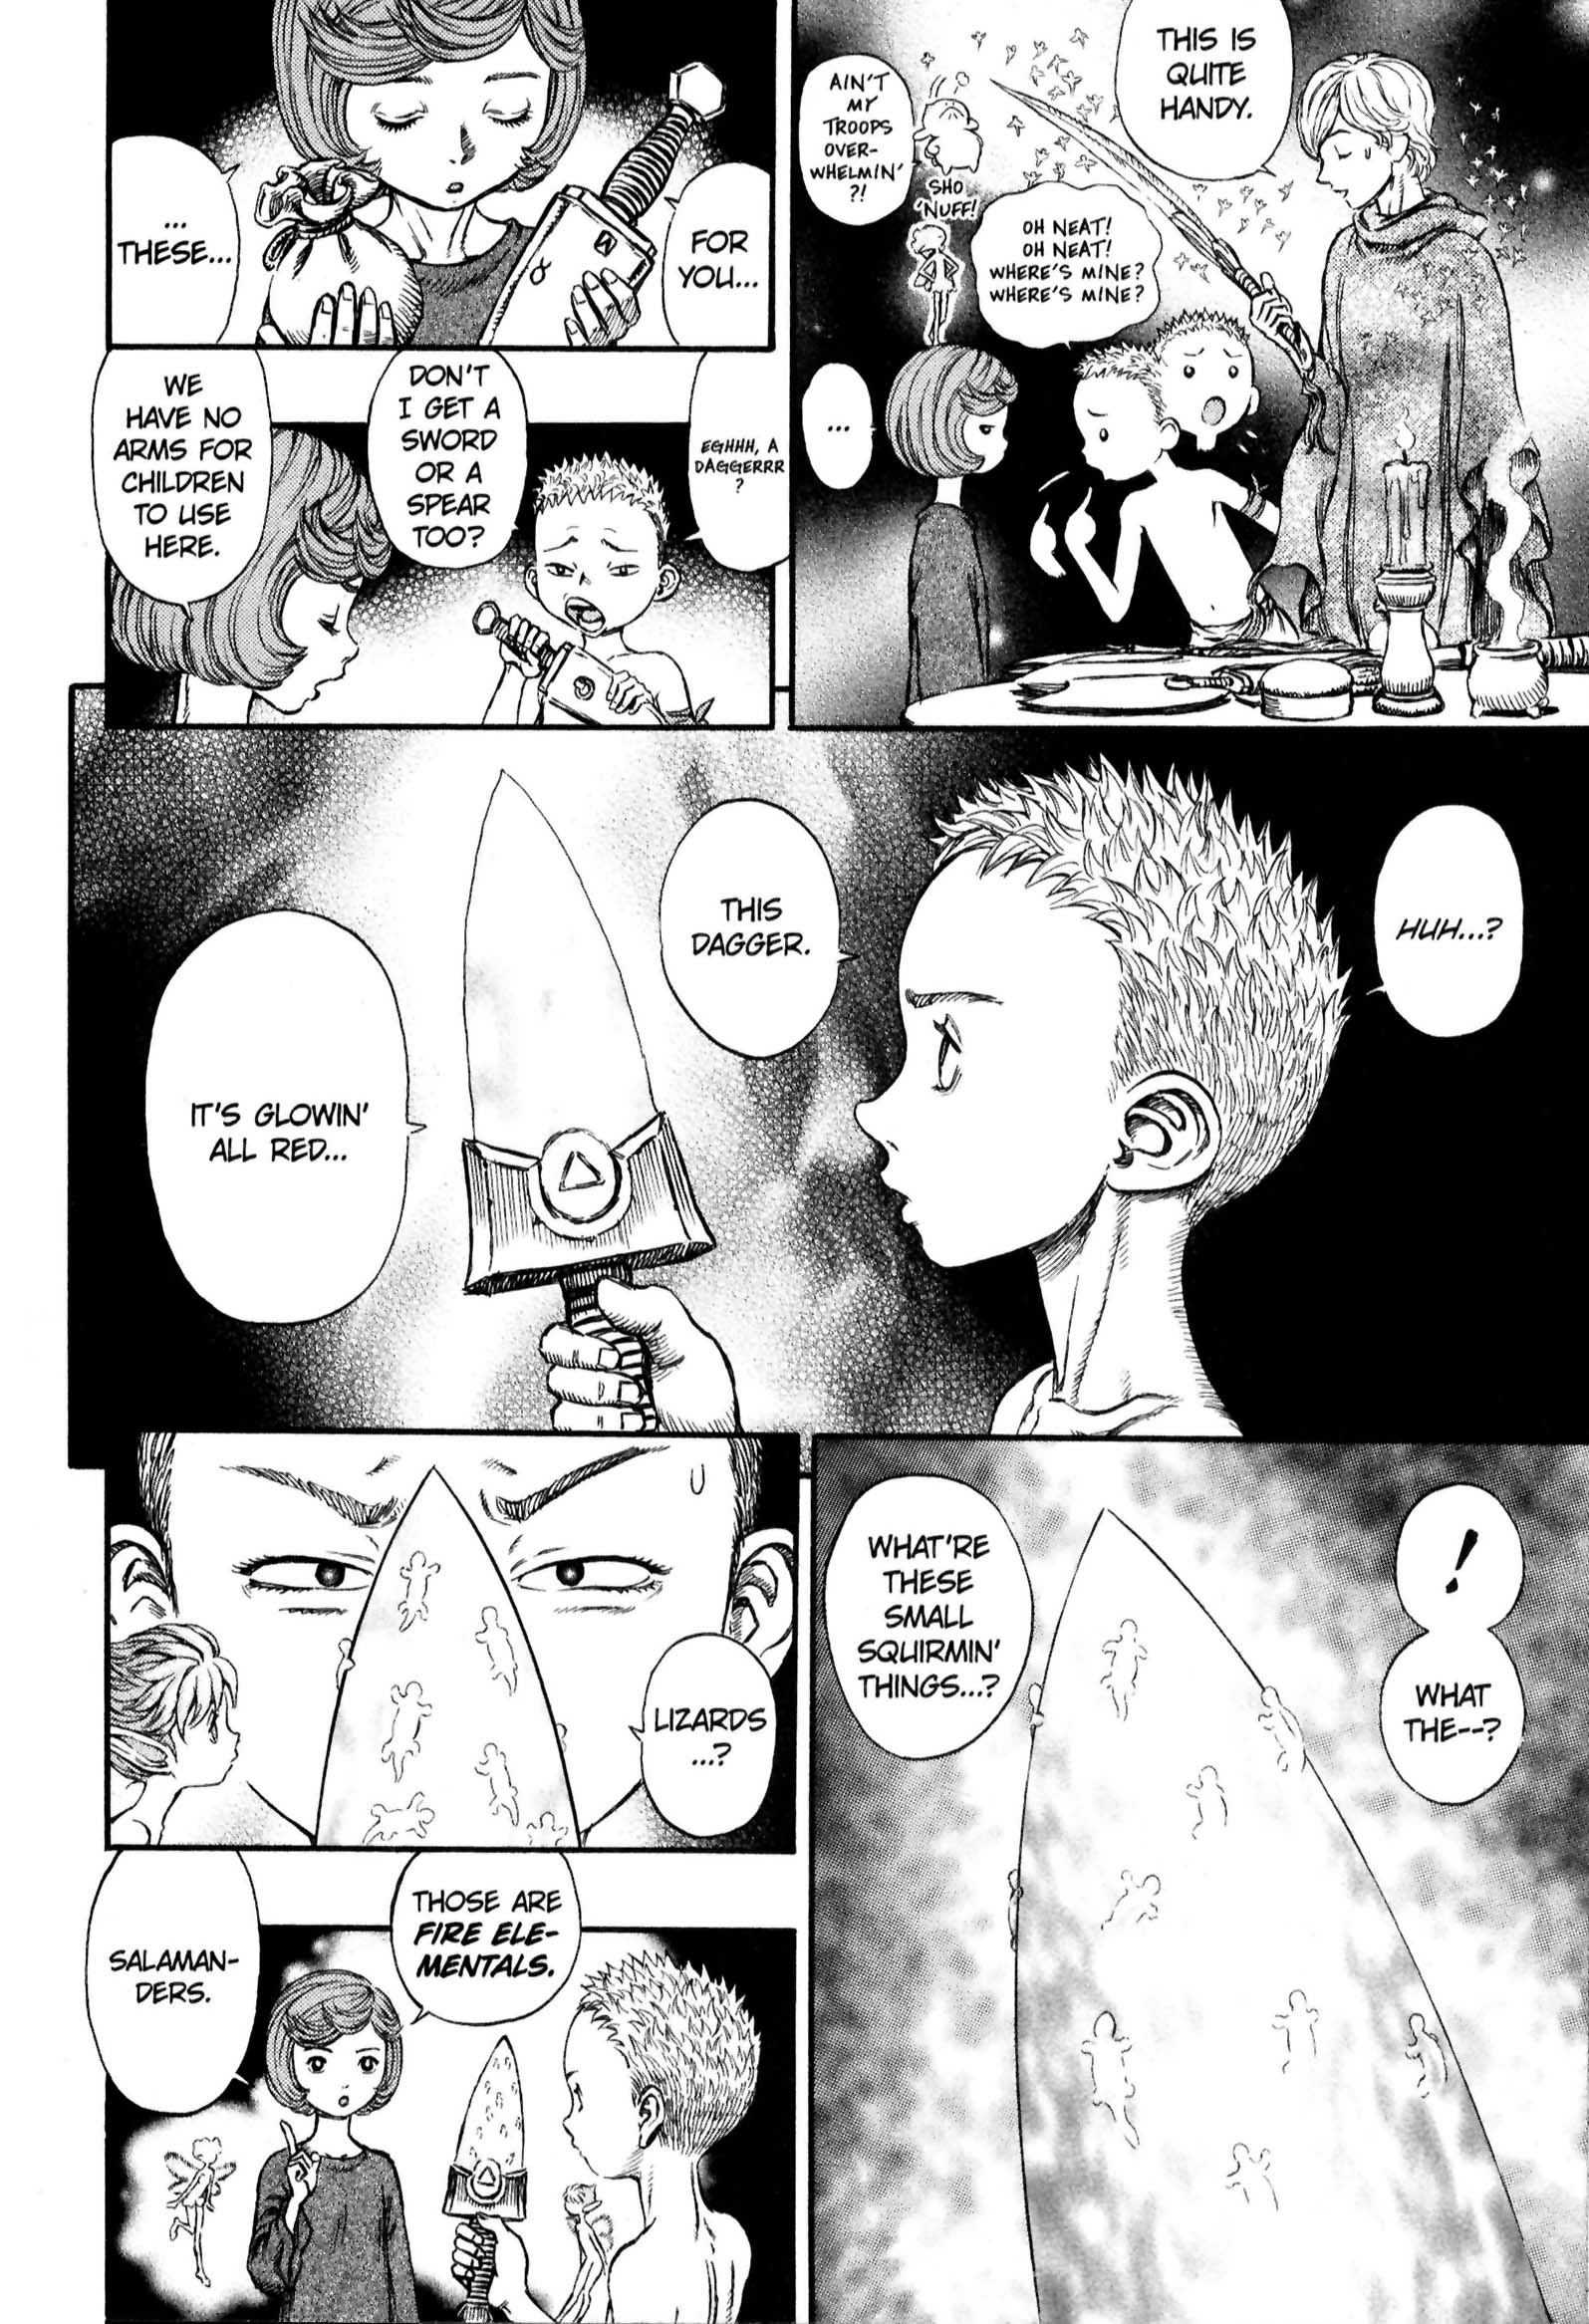 THIS IS
QUITE
HANDY.
AIN'T
MY
TROOPS
OVER-
WHELMIN'
?!
SHO
'NUFF!
OH NEAT!
OH NEAT!
WHERE'S MINE?
WHERE'S MINE?
...
FOR
YOU...
...
THESE...
EGHHH, A
DAGGERRR
?
DON'T
I GET A
SWORD
OR A
SPEAR
TOO?
WE
HAVE NO
ARMS FOR
CHILDREN
TO USE
HERE.
HUH...?
THIS
DAGGER.
IT'S GLOWIN'
ALL RED...
!
WHAT
THE--?
WHAT'RE
THESE
SMALL
SQUIRMIN'
THINGS...?
LIZARDS
...?
THOSE ARE
FIRE ELE-
MENTALS.
SALAMAN-
DERS.